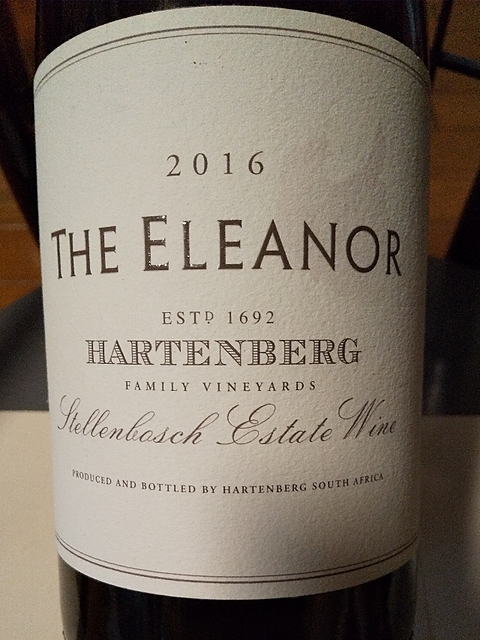 2016
THE ELEANOR
ESTD 1692
HARTENBERG
FAMILY VINEYARDS
Stellenbosch Estate Wine
PRODUCED AND BOTTLED BY HARTENBERG SOUTH AFRICA